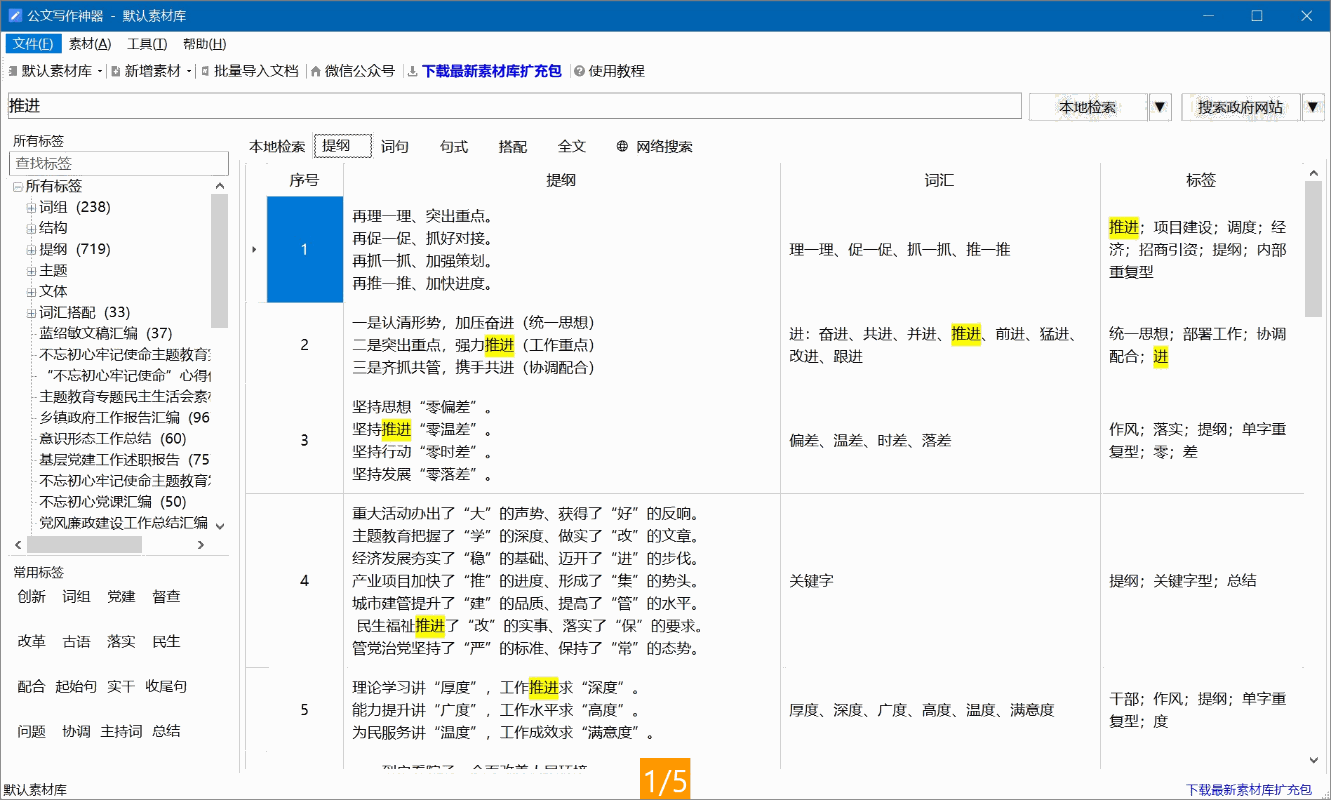 公文写作神器 - 默认素材库
文件(F) 素材(A) 工具(T) 帮助(H)
默认素材库 新增素材 批量导入文档 微信公众号 下载最新素材库扩充包 使用教程
推进
本地检索 搜索政府网站
所有标签
查找标签
所有标签
词组 (238)
结构
提纲 (719)
主题
文体
词汇搭配 (33)
蓝绍敏文稿汇编 (37)
不忘初心牢记使命主题教育
“不忘初心牢记使命”心得
主题教育专题民主生活会素
乡镇政府工作报告汇编 (96
意识形态工作总结 (60)
基层党建工作述职报告 (75
不忘初心牢记使命主题教育
不忘初心党课汇编 (50)
党风廉政建设工作总结汇编
常用标签
创新 词组 党建 督查
改革 古语 落实 民生
配合 起始句 实干 收尾句
问题 协调 主持词 总结
本地检索 提纲 词句 句式 搭配 全文 网络搜索
序号 提纲 词汇 标签
1
再理一理、突出重点。
再促一促、抓好对接。
再抓一抓、加强策划。
再推一推、加快进度。
理一理、促一促、抓一抓、推一推
推进；项目建设；调度；经
济；招商引资；提纲；内部
重复型
2
一是认清形势，加压奋进（统一思想）
二是突出重点，强力推进（工作重点）
三是齐抓共管，携手共进（协调配合）
进：奋进、共进、并进、推进、前进、猛进、
改进、跟进
统一思想；部署工作；协调
配合；进
3
坚持思想“零偏差”。
坚持推进“零温差”。
坚持行动“零时差”。
坚持发展“零落差”。
偏差、温差、时差、落差
作风；落实；提纲；单字重
复型；零；差
4
重大活动办出了“大”的声势、获得了“好”的反响。
主题教育把握了“学”的深度、做实了“改”的文章。
经济发展夯实了“稳”的基础、迈开了“进”的步伐。
产业项目加快了“推”的进度、形成了“集”的势头。
城市建管提升了“建”的品质、提高了“管”的水平。
民生福祉推进了“改”的实事、落实了“保”的要求。
管党治党坚持了“严”的标准、保持了“常”的态势。
关键字
提纲；关键字型；总结
5
理论学习讲“厚度”，工作推进求“深度”。
能力提升讲“广度”，工作水平求“高度”。
为民服务讲“温度”，工作成效求“满意度”。
厚度、深度、广度、高度、温度、满意度
干部；作风；提纲；单字重
复型；度
1/5
默认素材库 下载最新素材库扩充包